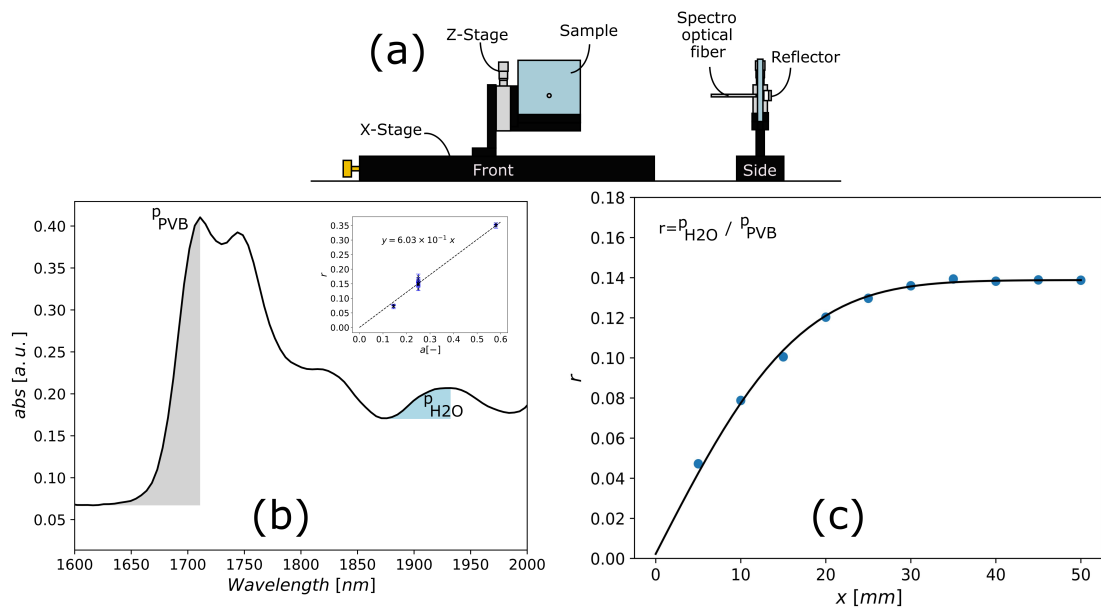 (a)
Z-Stage
Sample
X-Stage
Front
Spectro
optical
fiber
Reflector
Side
abs [a.u.]
0.40
0.35
0.30
0.25
0.20
0.15
0.10
0.05
pPVB
pH2O
(b)
1600 1650 1700 1750 1800 1850 1900 1950 2000
Wavelength [nm]
r
0.35
0.30
0.25
0.20
0.15
0.10
0.05
0.00
y = 6.03 × 10⁻¹ x
0.0 0.1 0.2 0.3 0.4 0.5 0.6
a[−]
r
0.18
0.16
0.14
0.12
0.10
0.08
0.06
0.04
0.02
0.00
r=pH2O / pPVB
(c)
0 10 20 30 40 50
x [mm]